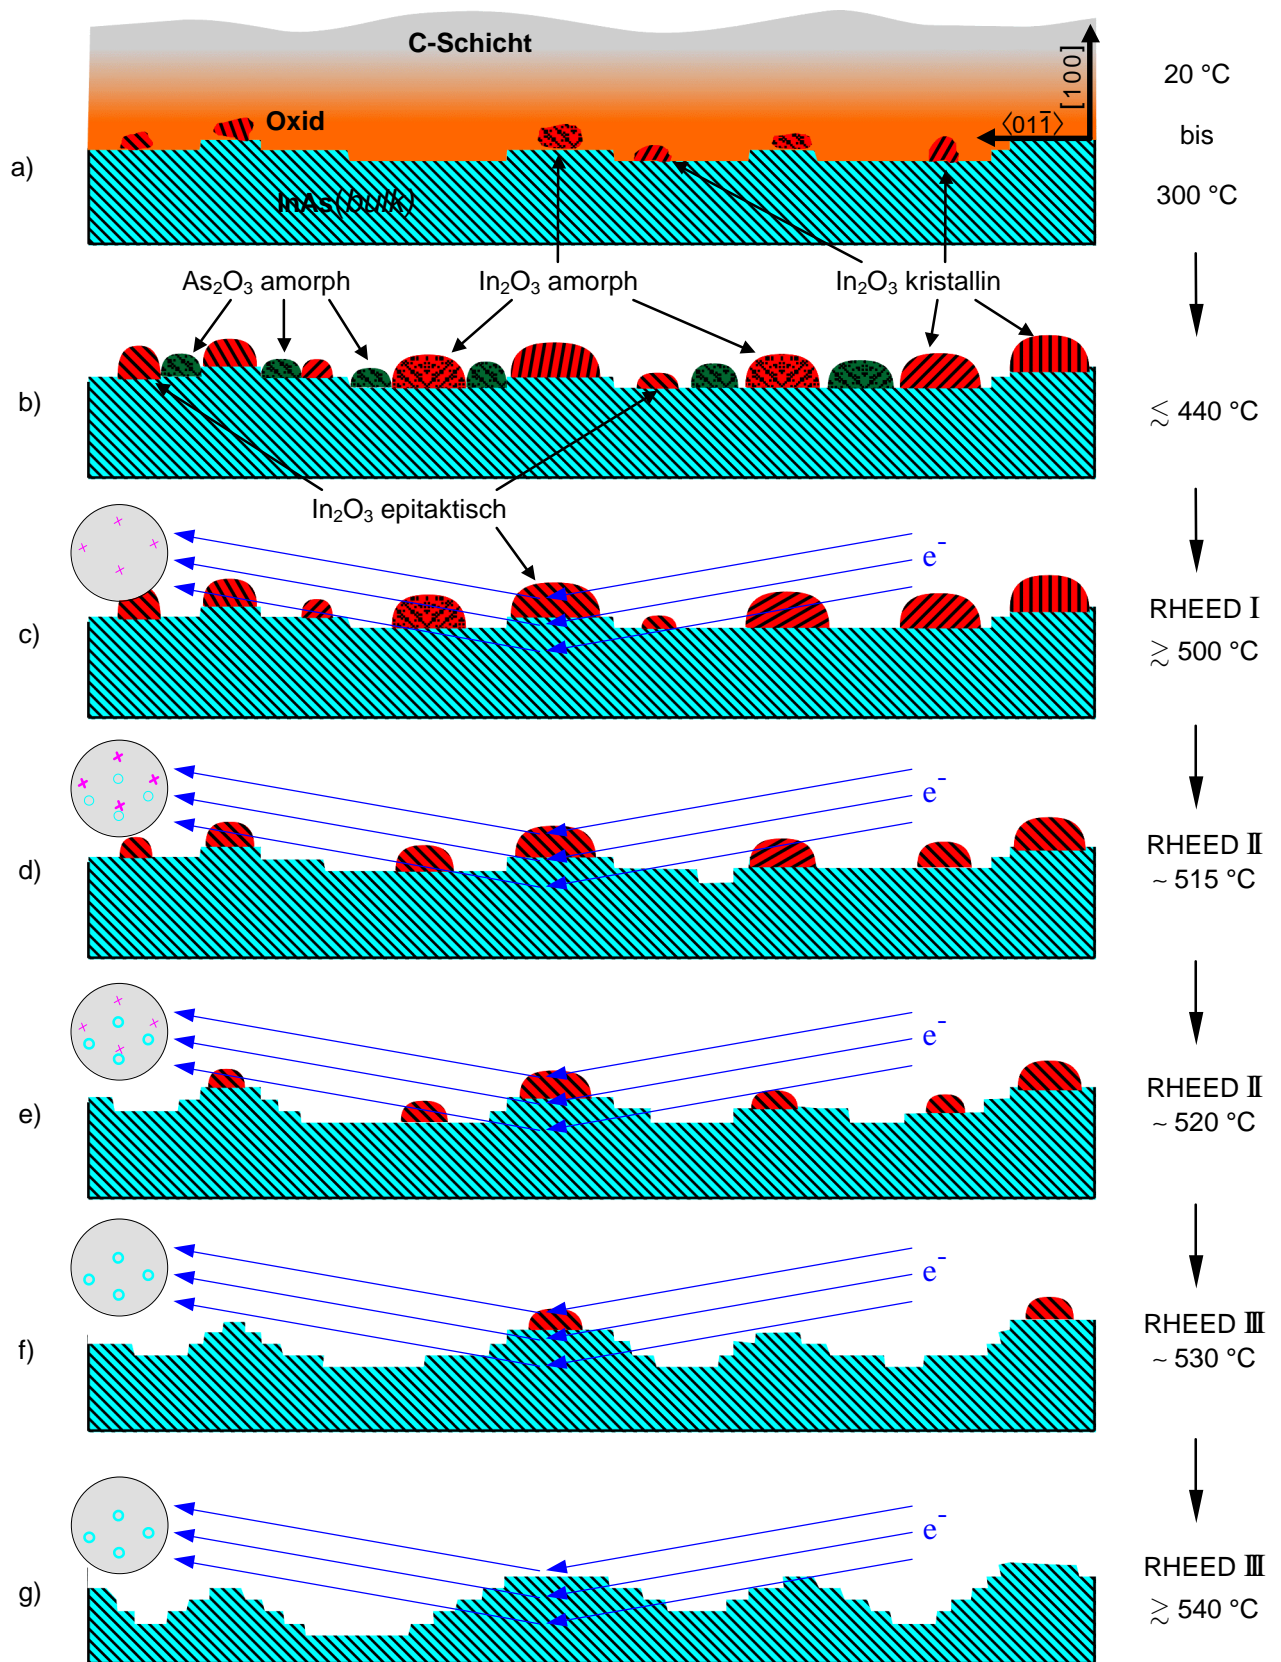 C-Schicht
[100]
20 °C
Oxid
⟨011̄⟩
bis
a)
InAs(bulk)
300 °C
As₂O₃ amorph
In₂O₃ amorph
In₂O₃ kristallin
b)
≲ 440 °C
In₂O₃ epitaktisch
e⁻
c)
RHEED I
≳ 500 °C
e⁻
d)
RHEED II
~ 515 °C
e⁻
e)
RHEED II
~ 520 °C
e⁻
f)
RHEED III
~ 530 °C
e⁻
g)
RHEED III
≳ 540 °C